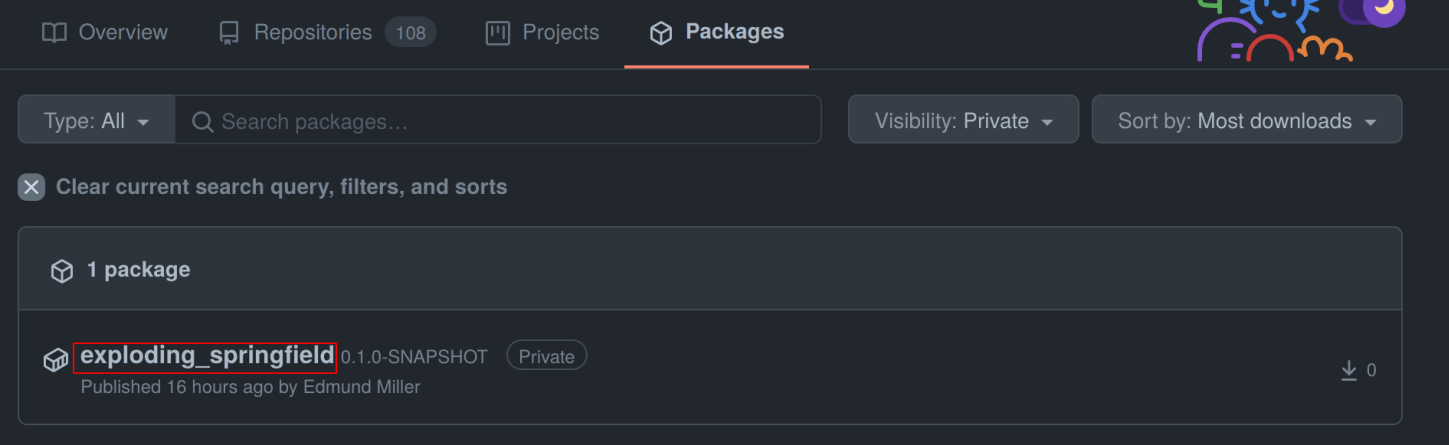 Overview Repositories 108 Projects Packages
Type: All Search packages… Visibility: Private Sort by: Most downloads
Clear current search query, filters, and sorts
1 package
exploding_springfield 0.1.0-SNAPSHOT Private
Published 16 hours ago by Edmund Miller 0